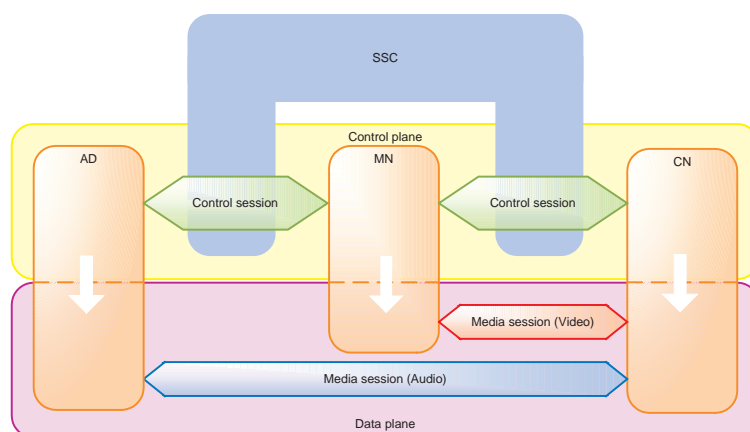 SSC
Control plane
AD
MN
CN
Control session
Control session
Media session (Video)
Media session (Audio)
Data plane